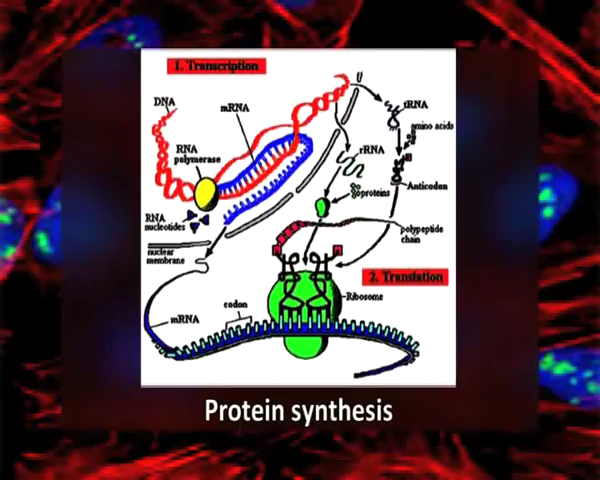 1. Transcription
DNA
mRNA
tRNA
amino acids
RNA
polymerase
rRNA
proteins
Anticodon
RNA
nucleotides
polypeptide
chain
nuclear
membrane
2. Translation
Ribosome
codon
mRNA
Protein synthesis